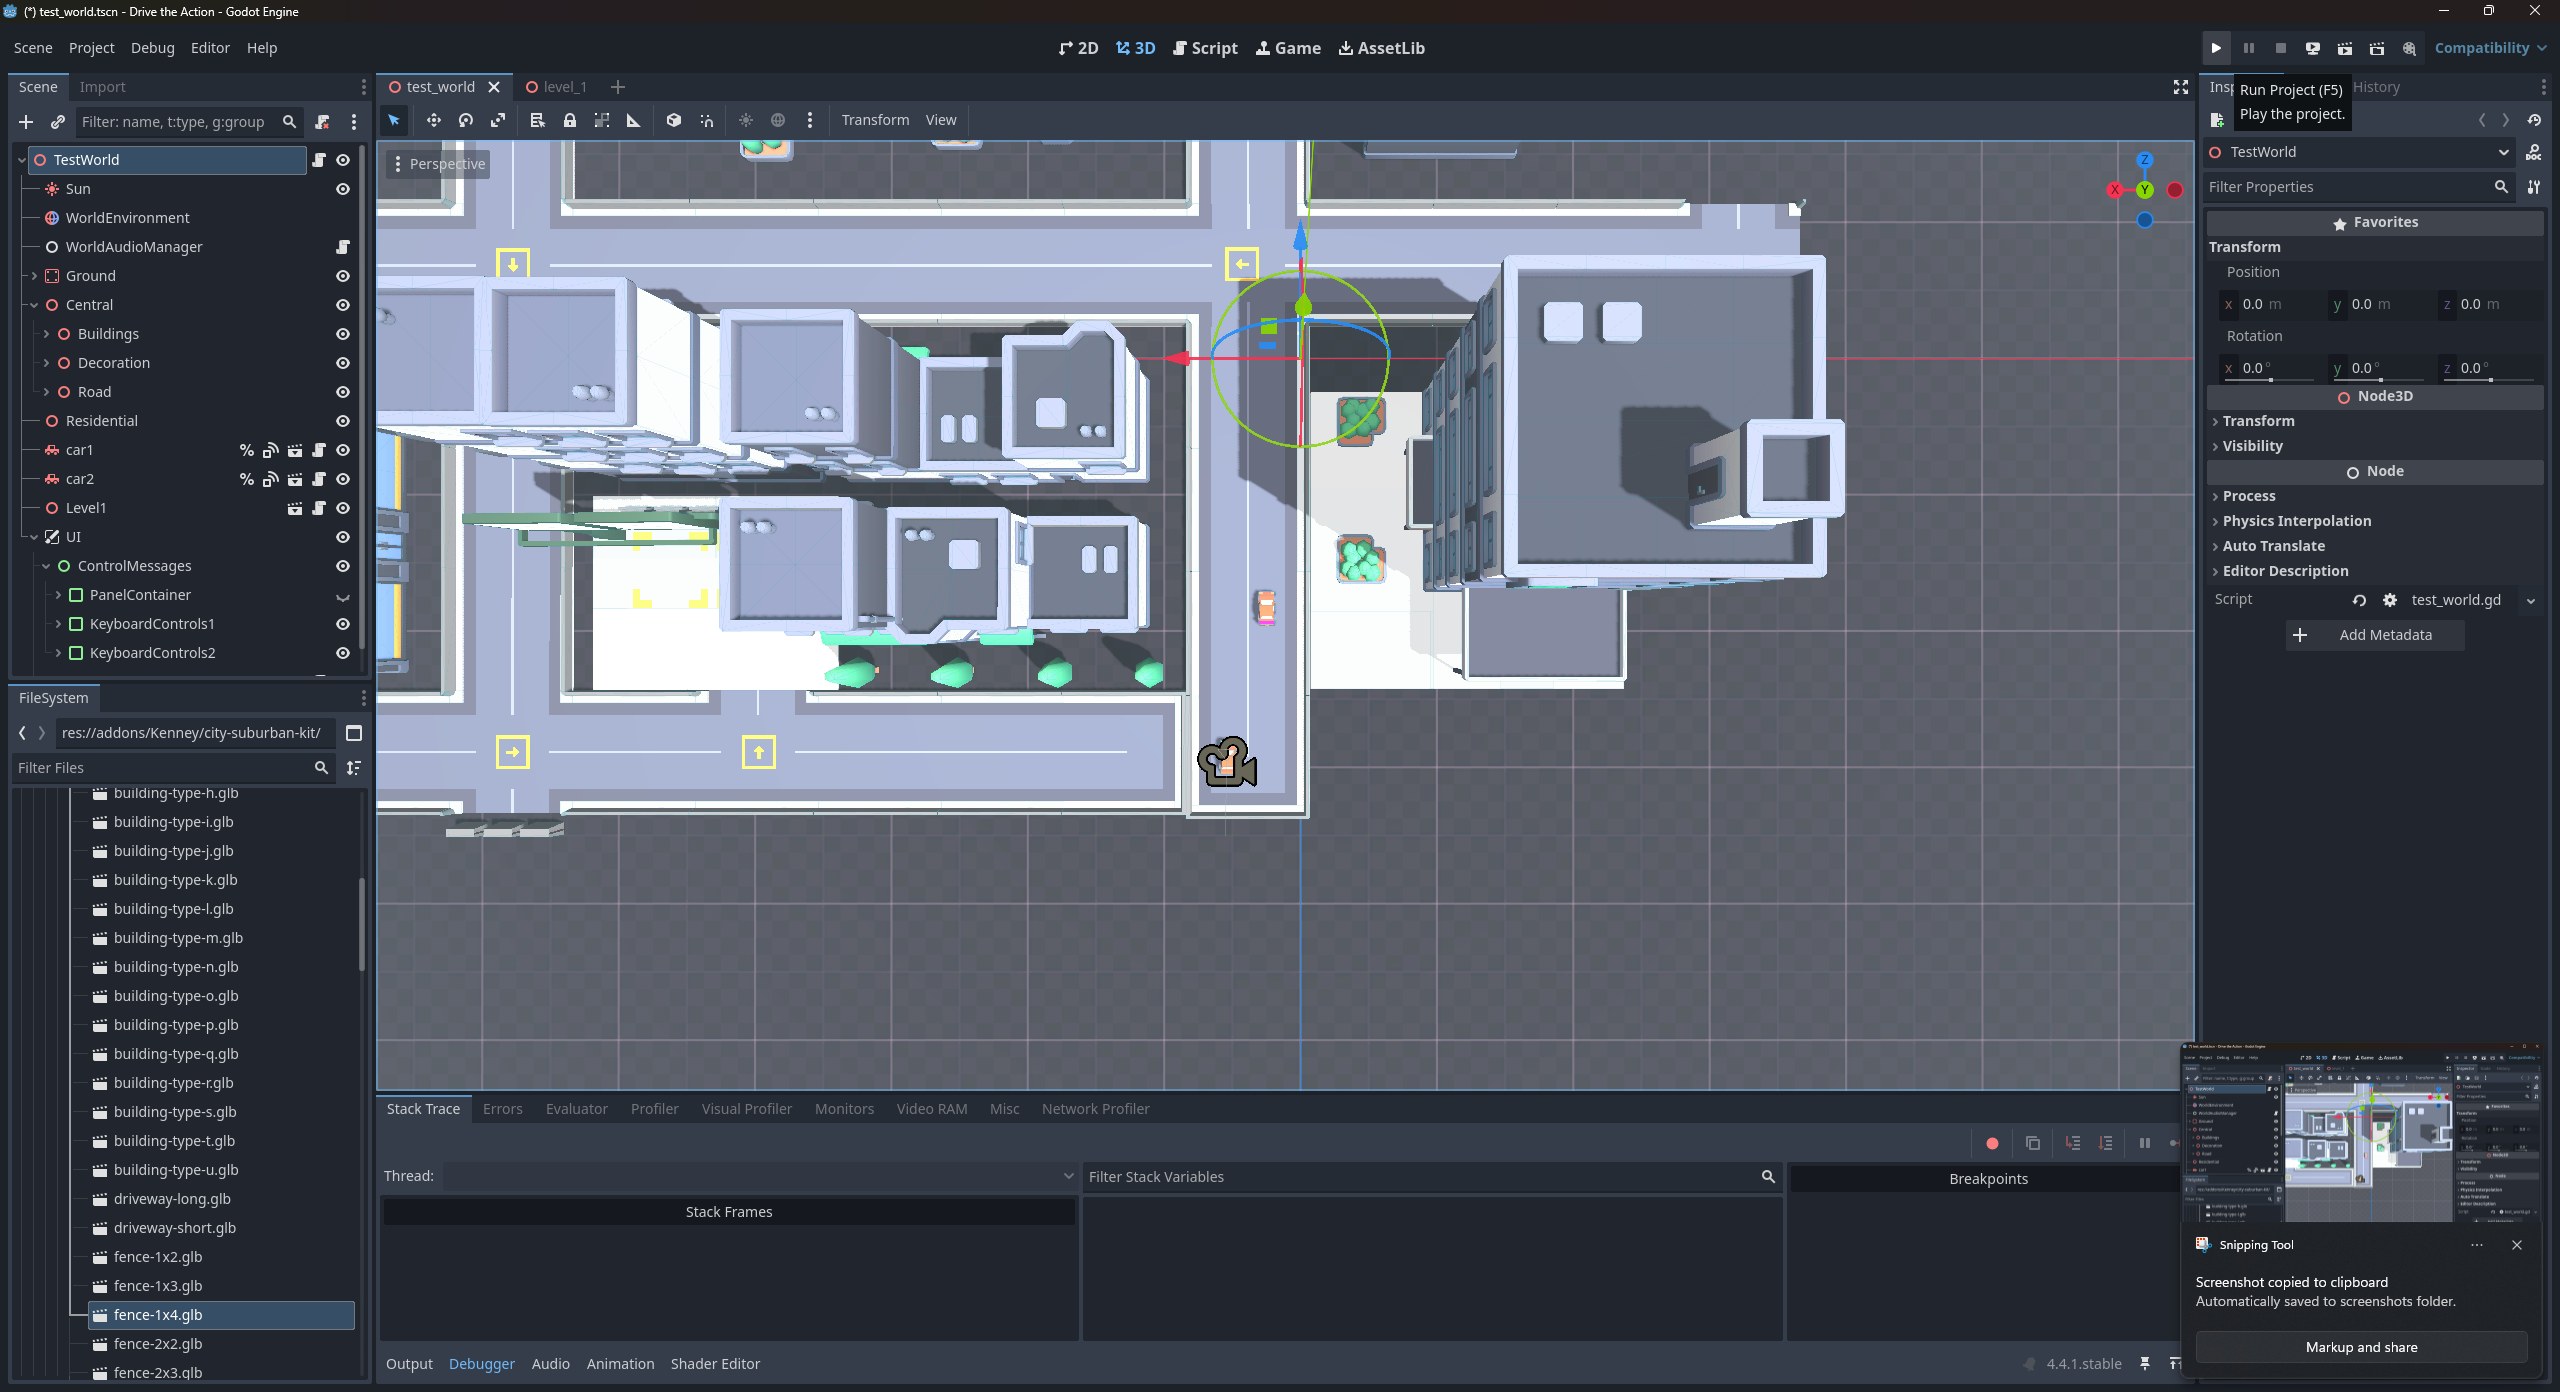 (*) test_world.tscn - Drive the Action - Godot Engine
Scene Project Debug Editor Help
2D 3D Script Game AssetLib
Compatibility
Scene Import
test_world level_1
Insp History
Run Project (F5)
Play the project.
Filter: name, t:type, g:group
Transform View
Perspective
TestWorld
Sun
WorldEnvironment
WorldAudioManager
Ground
Central
Buildings
Decoration
Road
Residential
car1
car2
Level1
UI
ControlMessages
PanelContainer
KeyboardControls1
KeyboardControls2
Z
X Y
TestWorld
Filter Properties
Favorites
Transform
Position
x 0.0 m y 0.0 m z 0.0 m
Rotation
x 0.0 ° y 0.0 ° z 0.0 °
Node3D
Transform
Visibility
Node
Process
Physics Interpolation
Auto Translate
Editor Description
Script test_world.gd
Add Metadata
FileSystem
res://addons/Kenney/city-suburban-kit/
Filter Files
building-type-h.glb
building-type-i.glb
building-type-j.glb
building-type-k.glb
building-type-l.glb
building-type-m.glb
building-type-n.glb
building-type-o.glb
building-type-p.glb
building-type-q.glb
building-type-r.glb
building-type-s.glb
building-type-t.glb
building-type-u.glb
driveway-long.glb
driveway-short.glb
fence-1x2.glb
fence-1x3.glb
fence-1x4.glb
fence-2x2.glb
fence-2x3.glb
Stack Trace Errors Evaluator Profiler Visual Profiler Monitors Video RAM Misc Network Profiler
Thread:
Filter Stack Variables
Breakpoints
Stack Frames
Output Debugger Audio Animation Shader Editor
4.4.1.stable
Snipping Tool
Screenshot copied to clipboard
Automatically saved to screenshots folder.
Markup and share